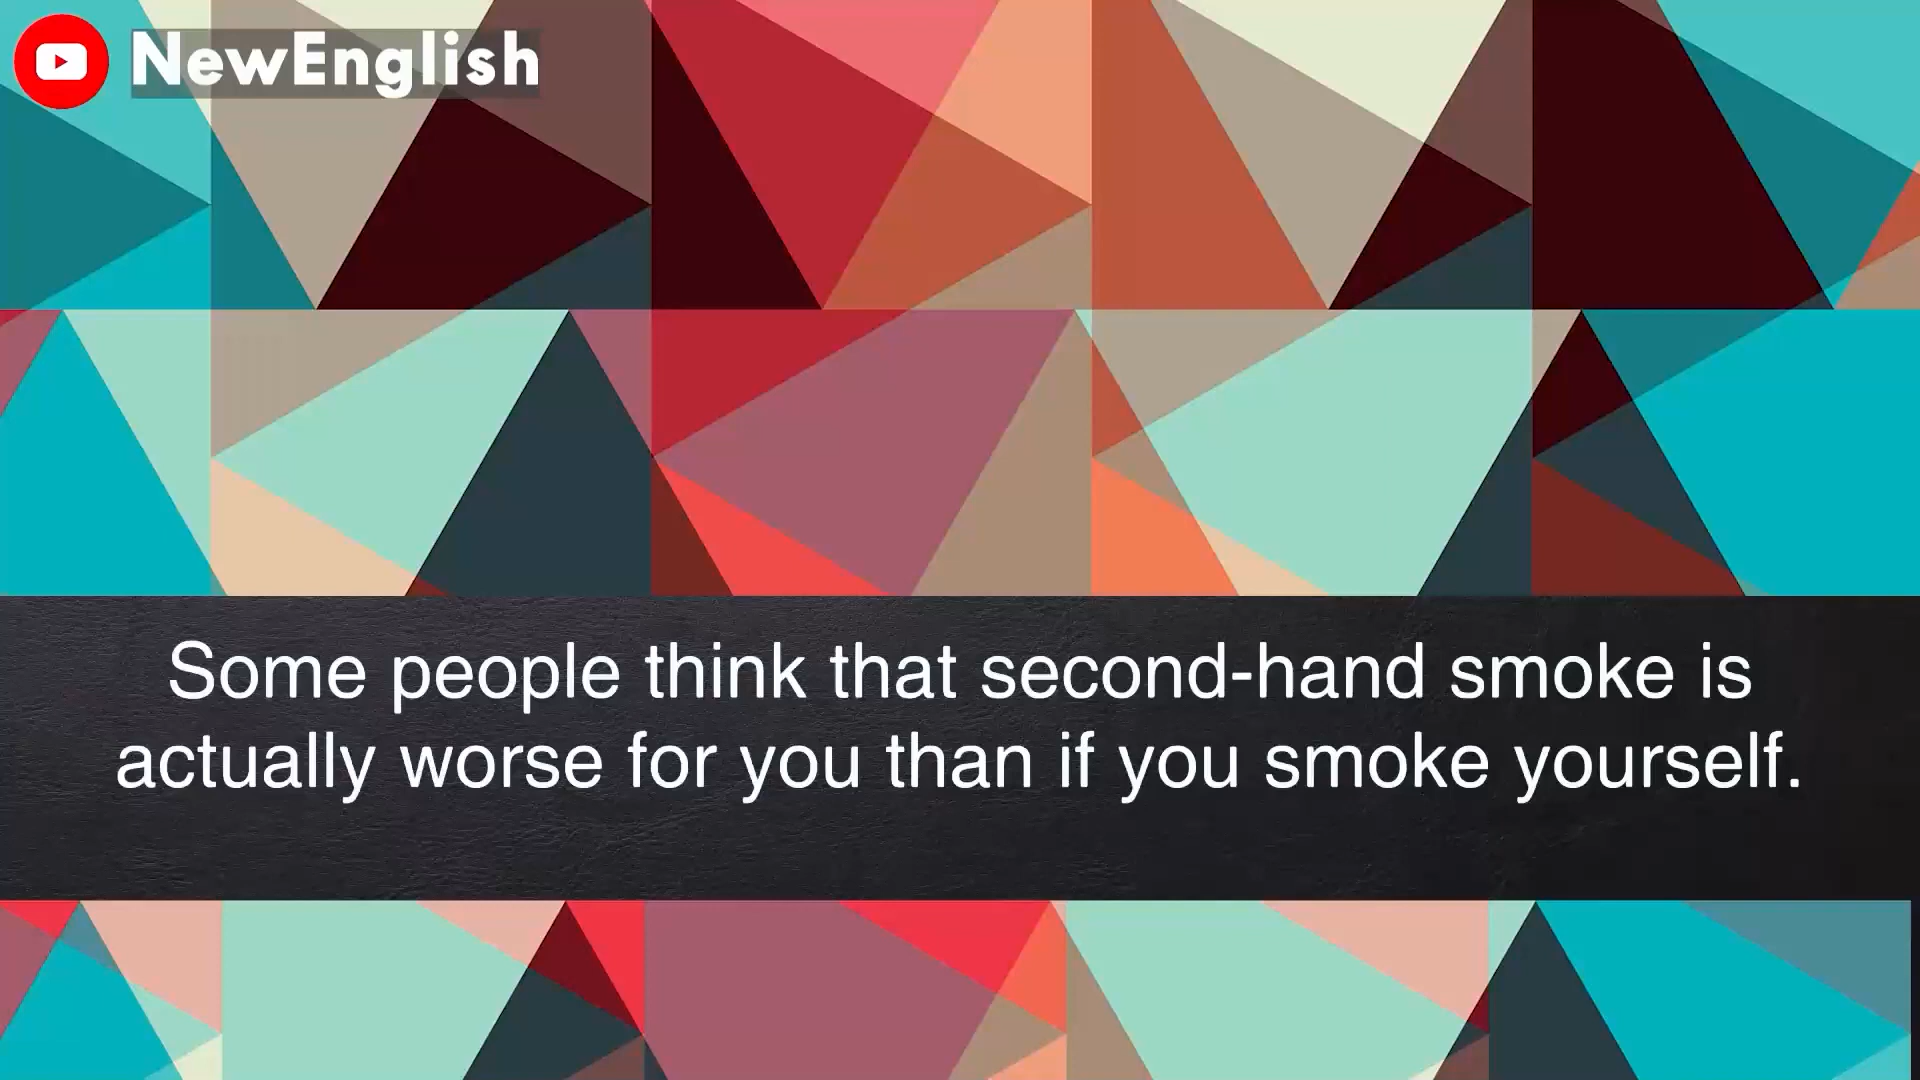 NewEnglish
Some people think that second-hand smoke is
actually worse for you than if you smoke yourself.